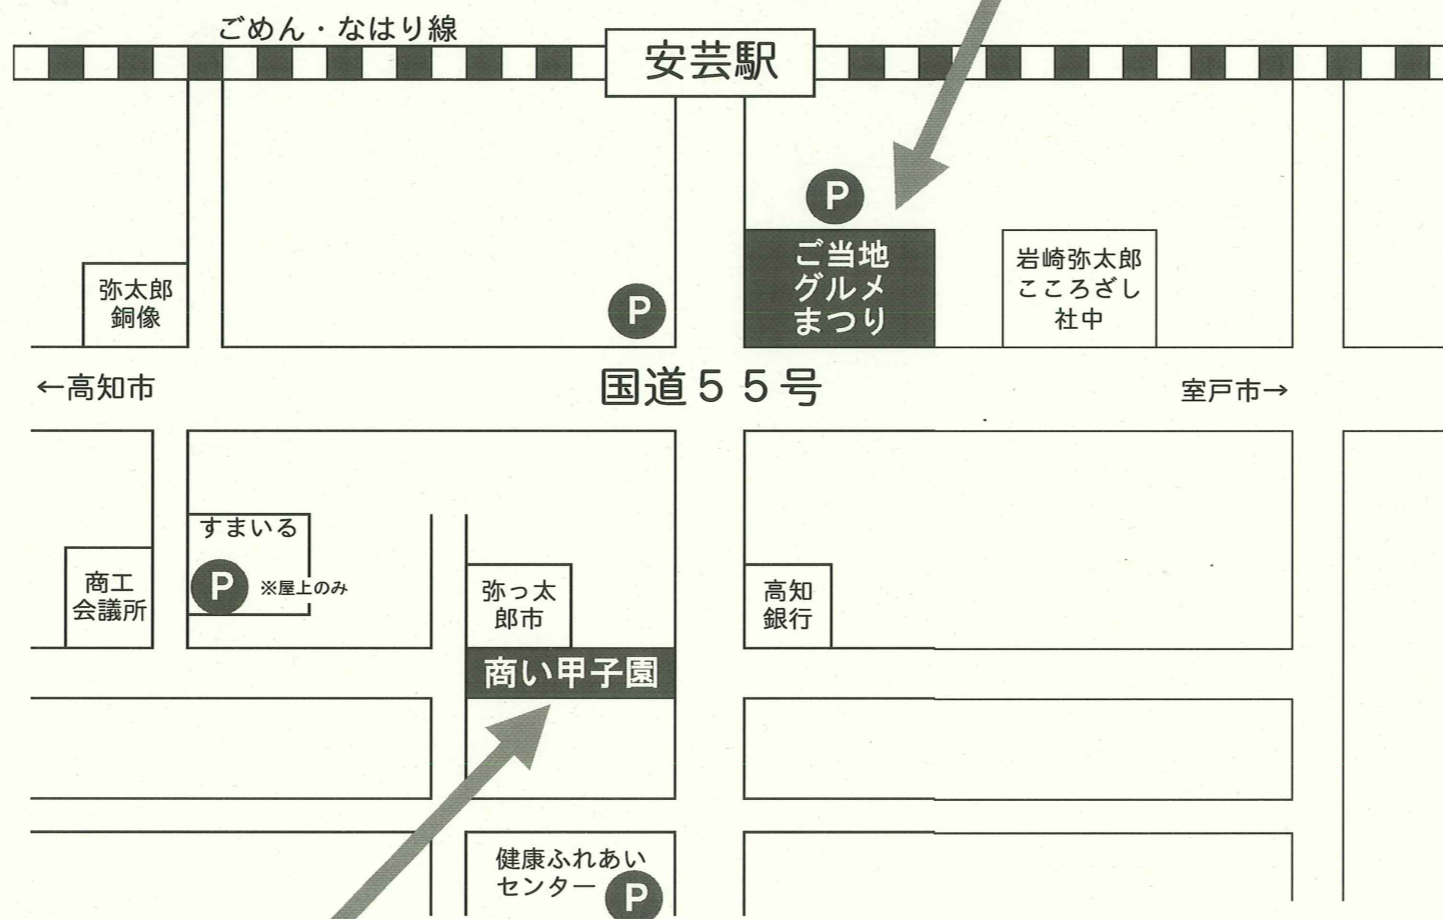 ごめん・なはり線
安芸駅
P
ご当地
グルメ
まつり
岩崎弥太郎
こころざし
社中
弥太郎
銅像
P
←高知市
国道５５号
室戸市→
すまいる
P ※屋上のみ
商工
会議所
弥っ太
郎市
高知
銀行
商い甲子園
健康ふれあい
センター
P